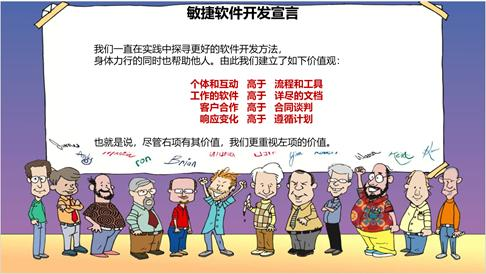 敏捷软件开发宣言
我们一直在实践中探寻更好的软件开发方法,
身体力行的同时也帮助他人。由此我们建立了如下价值观:
个体和互动 高于 流程和工具
工作的软件 高于 详尽的文档
客户合作 高于 合同谈判
响应变化 高于 遵循计划
也就是说,尽管右项有其价值,我们更重视左项的价值。
ron Brian